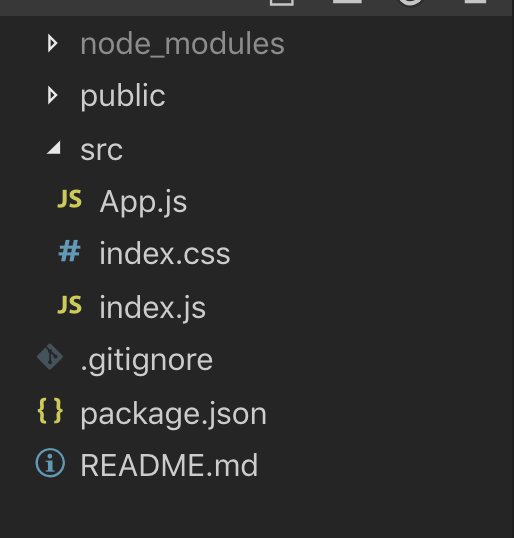 node_modules
public
src
JS App.js
# index.css
JS index.js
.gitignore
{ } package.json
README.md